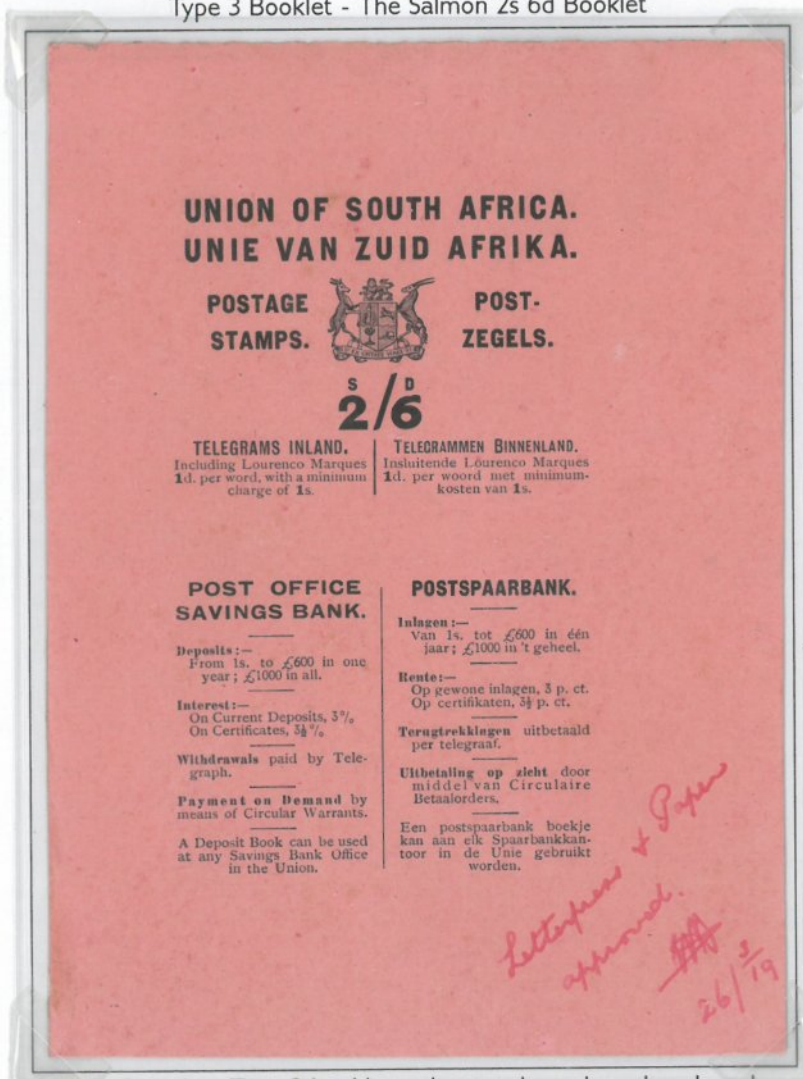 Type 3 Booklet - The Salmon 2s 6d Booklet
UNION OF SOUTH AFRICA.
UNIE VAN ZUID AFRIKA.
POSTAGE
STAMPS.
POST-
ZEGELS.
S D
2/6
TELEGRAMS INLAND.
Including Lourenco Marques
1d. per word, with a minimum
charge of 1s.
TELEGRAMMEN BINNENLAND.
Insluitende Lourenco Marques
1d. per woord met minimum-
kosten van 1s.
POST OFFICE
SAVINGS BANK.
Deposits:—
From 1s. to £600 in one
year; £1000 in all.
Interest:—
On Current Deposits, 3%
On Certificates, 3½%
Withdrawals paid by Tele-
graph.
Payment on Demand by
means of Circular Warrants.
A Deposit Book can be used
at any Savings Bank Office
in the Union.
POSTSPAARBANK.
Inlagen:—
Van 1s. tot £600 in één
jaar; £1000 in 't geheel.
Rente:—
Op gewone inlagen, 3 p. ct.
Op certifikaten, 3½ p. ct.
Terugtrekkingen uitbetaald
per telegraaf.
Uitbetaling op zicht door
middel van Circulaire
Betaalorders.
Een postspaarbank boekje
kan aan elk Spaarbankkan-
toor in de Unie gebruikt
worden.
Letterpress & Paper
approved.
26/3/19